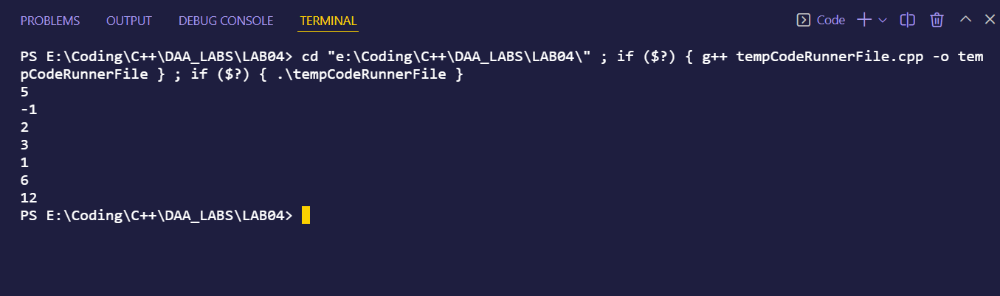 PROBLEMS OUTPUT DEBUG CONSOLE TERMINAL Code
PS E:\Coding\C++\DAA_LABS\LAB04> cd "e:\Coding\C++\DAA_LABS\LAB04\" ; if ($?) { g++ tempCodeRunnerFile.cpp -o tem
pCodeRunnerFile } ; if ($?) { .\tempCodeRunnerFile }
5
-1
2
3
1
6
12
PS E:\Coding\C++\DAA_LABS\LAB04>